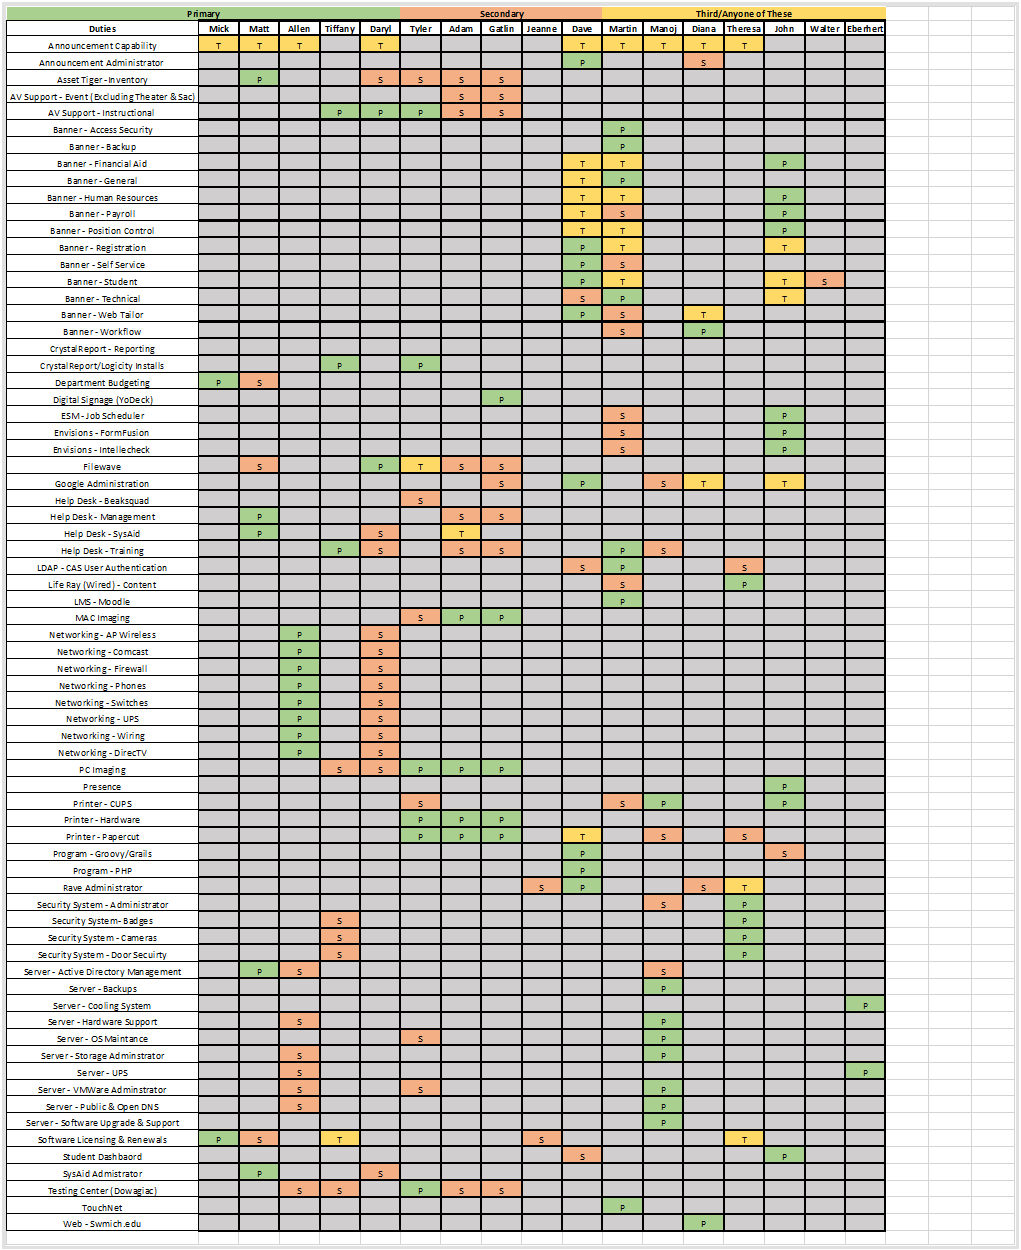 Primary Secondary Third/Anyone of These
Duties Mick Matt Allen Tiffany Daryl Tyler Adam Gatlin Jeanne Dave Martin Manoj Diana Theresa John Walter Eberhert
Announcement Capability T T T T T T T T T
Announcement Administrator P S
Asset Tiger - Inventory P S S S S
AV Support - Event (Excluding Theater & Sac) S S
AV Support - Instructional P P P S S
Banner - Access Security P
Banner - Backup P
Banner - Financial Aid T T P
Banner - General T P
Banner - Human Resources T T P
Banner - Payroll T S P
Banner - Position Control T T P
Banner - Registration P T T
Banner - Self Service P S
Banner - Student P T T S
Banner - Technical S P T
Banner - Web Tailor P S T
Banner - Workflow S P
Crystal Report - Reporting
Crystal Report/Logicity Installs P P
Department Budgeting P S
Digital Signage (YoDeck) P
ESM - Job Scheduler S P
Envisions - FormFusion S P
Envisions - Intellecheck S P
Filewave S P T S S
Google Administration S P S T T
Help Desk - Beaksquad S
Help Desk - Management P S S
Help Desk - SysAid P S T
Help Desk - Training P S S S P S
LDAP - CAS User Authentication S P S
Life Ray (Wired) - Content S P
LMS - Moodle P
MAC Imaging S P P
Networking - AP Wireless P S
Networking - Comcast P S
Networking - Firewall P S
Networking - Phones P S
Networking - Switches P S
Networking - UPS P S
Networking - Wiring P S
Networking - DirecTV P S
PC Imaging S S P P P
Presence P
Printer - CUPS S S P P
Printer - Hardware P P P
Printer - Papercut P P P T S S
Program - Groovy/Grails P S
Program - PHP P
Rave Administrator S P S T
Security System - Administrator S P
Security System- Badges S P
Security System - Cameras S P
Security System - Door Secuirty S P
Server - Active Directory Management P S S
Server - Backups P
Server - Cooling System P
Server - Hardware Support S P
Server - OS Maintance S P
Server - Storage Adminstrator S P
Server - UPS S P
Server - VMWare Adminstrator S S P
Server - Public & Open DNS S P
Server - Software Upgrade & Support P
Software Licensing & Renewals P S T S T
Student Dashbaord S P
SysAid Admistrator P S
Testing Center (Dowagiac) S S P S S
TouchNet P
Web - Swmich.edu P